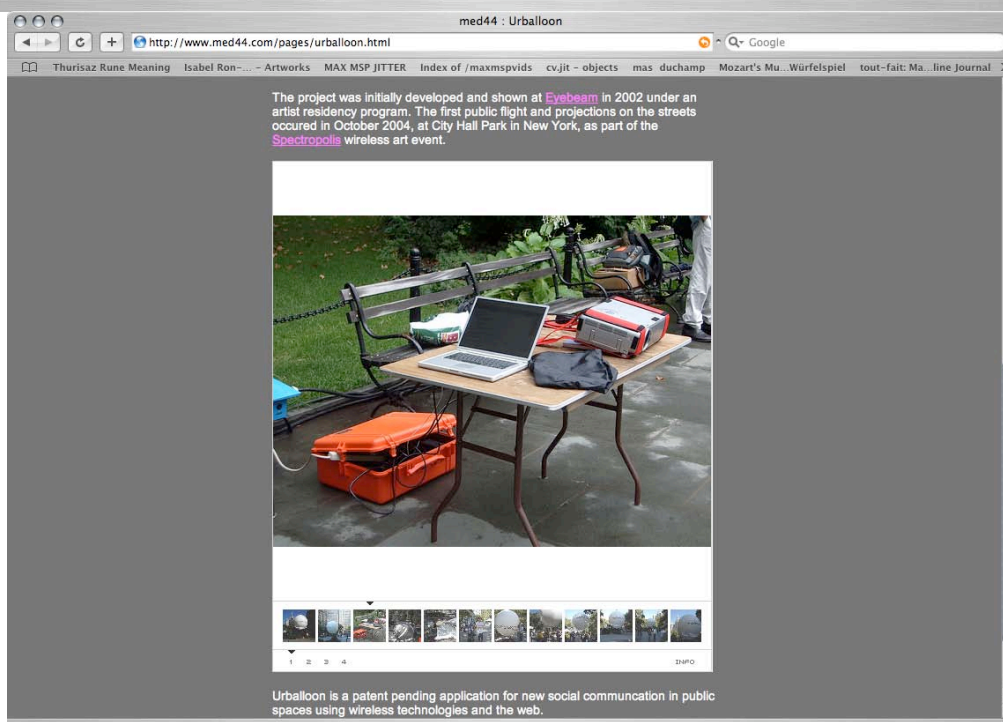 med44 : Urballoon
http://www.med44.com/pages/urballoon.html
Google
Thurisaz Rune Meaning Isabel Ron-... - Artworks MAX MSP JITTER Index of /maxmspvids cv.jit - objects mas duchamp Mozart's Mu...Würfelspiel tout-fait: Ma...line Journal
The project was initially developed and shown at Eyebeam in 2002 under an
artist residency program. The first public flight and projections on the streets
occured in October 2004, at City Hall Park in New York, as part of the
Spectropolis wireless art event.
1 2 3 4 INFO
Urballoon is a patent pending application for new social communcation in public
spaces using wireless technologies and the web.